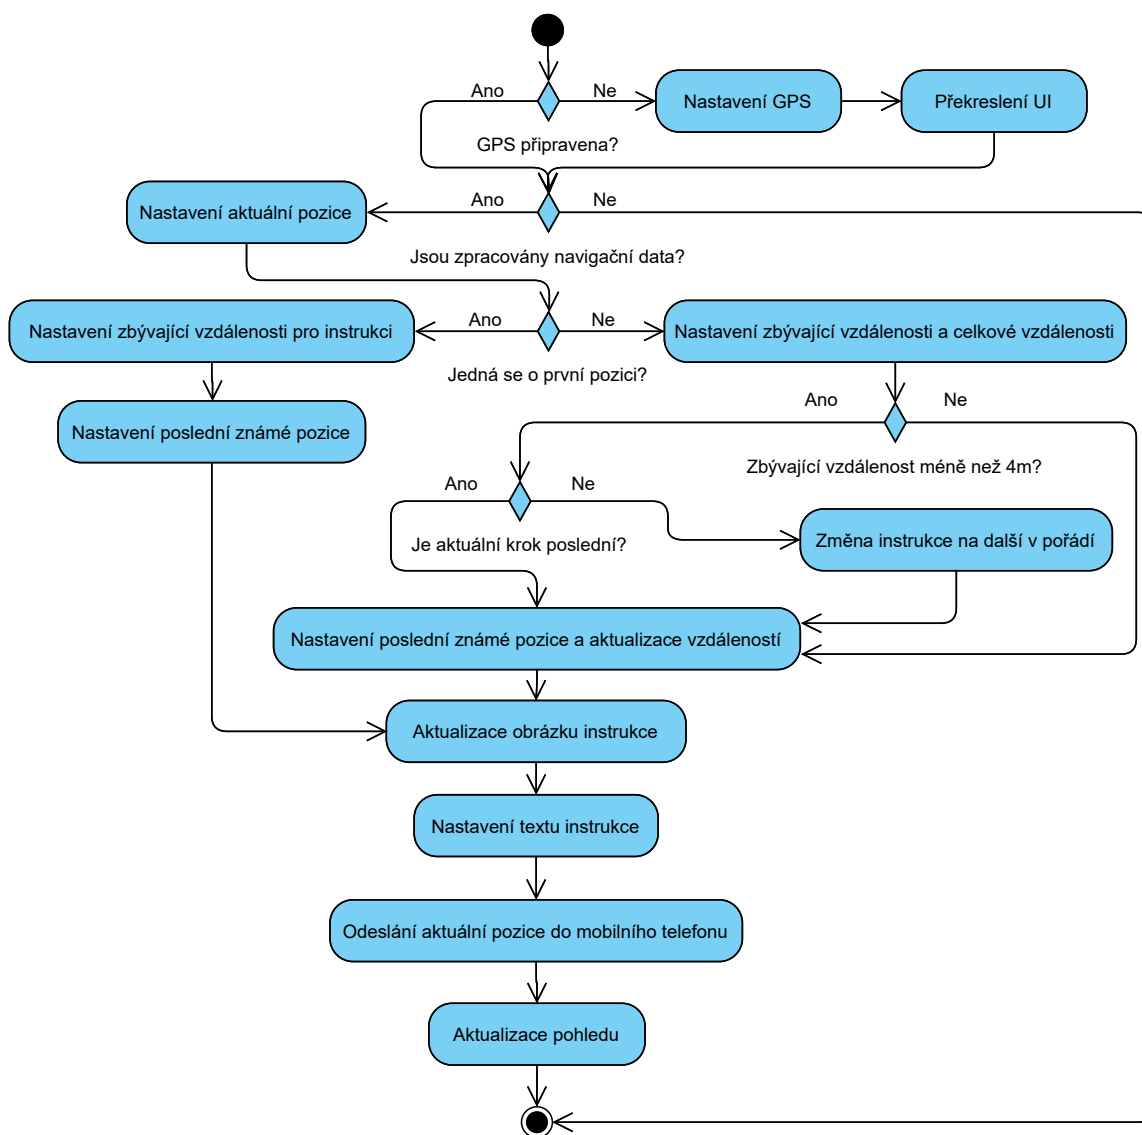 Ano
Ne
Nastavení GPS
Překreslení UI
GPS připravena?
Ano
Ne
Nastavení aktuální pozice
Jsou zpracovány navigační data?
Nastavení zbývající vzdálenosti pro instrukci
Ano
Ne
Nastavení zbývající vzdálenosti a celkové vzdálenosti
Jedná se o první pozici?
Ano
Ne
Nastavení poslední známé pozice
Zbývající vzdálenost méně než 4m?
Ano
Ne
Je aktuální krok poslední?
Změna instrukce na další v pořádí
Nastavení poslední známé pozice a aktualizace vzdáleností
Aktualizace obrázku instrukce
Nastavení textu instrukce
Odeslání aktuální pozice do mobilního telefonu
Aktualizace pohledu